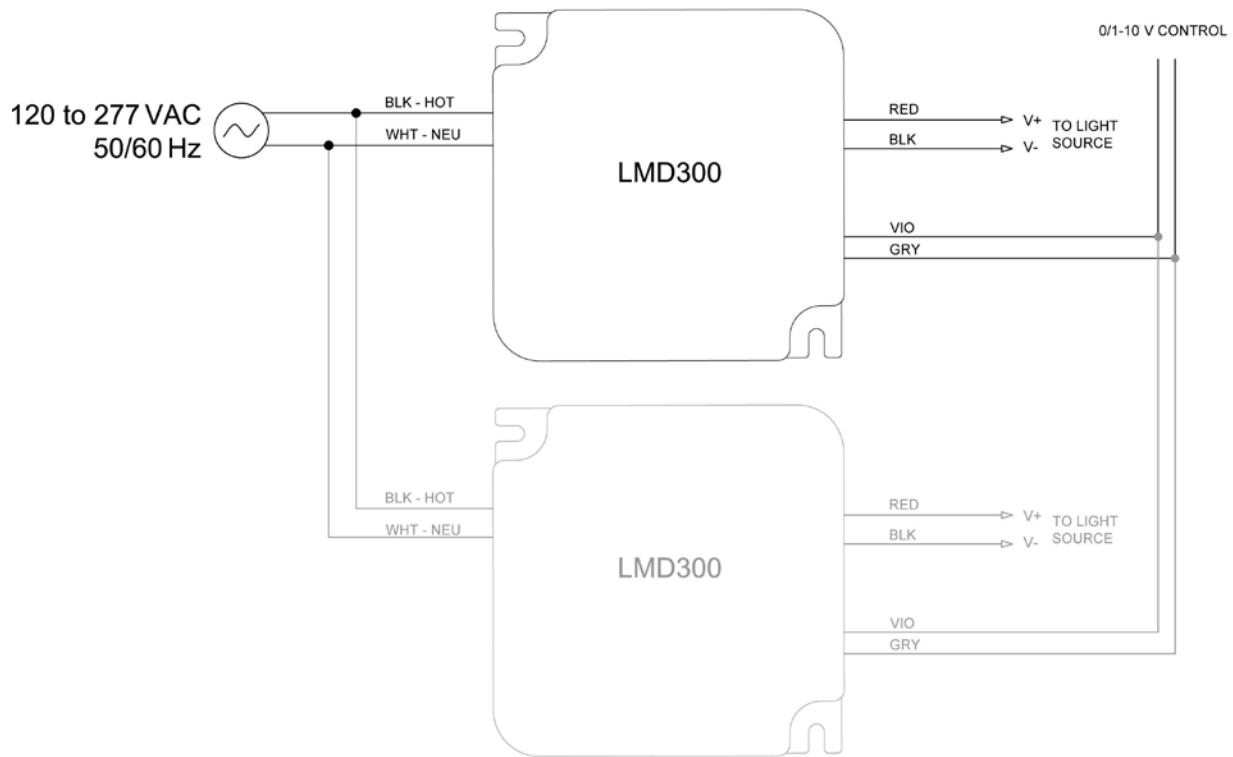 0/1-10 V CONTROL
120 to 277 VAC
50/60 Hz
BLK - HOT
WHT - NEU
LMD300
RED
BLK
V+
V-
TO LIGHT
SOURCE
VIO
GRY
BLK - HOT
WHT - NEU
LMD300
RED
BLK
V+
V-
TO LIGHT
SOURCE
VIO
GRY